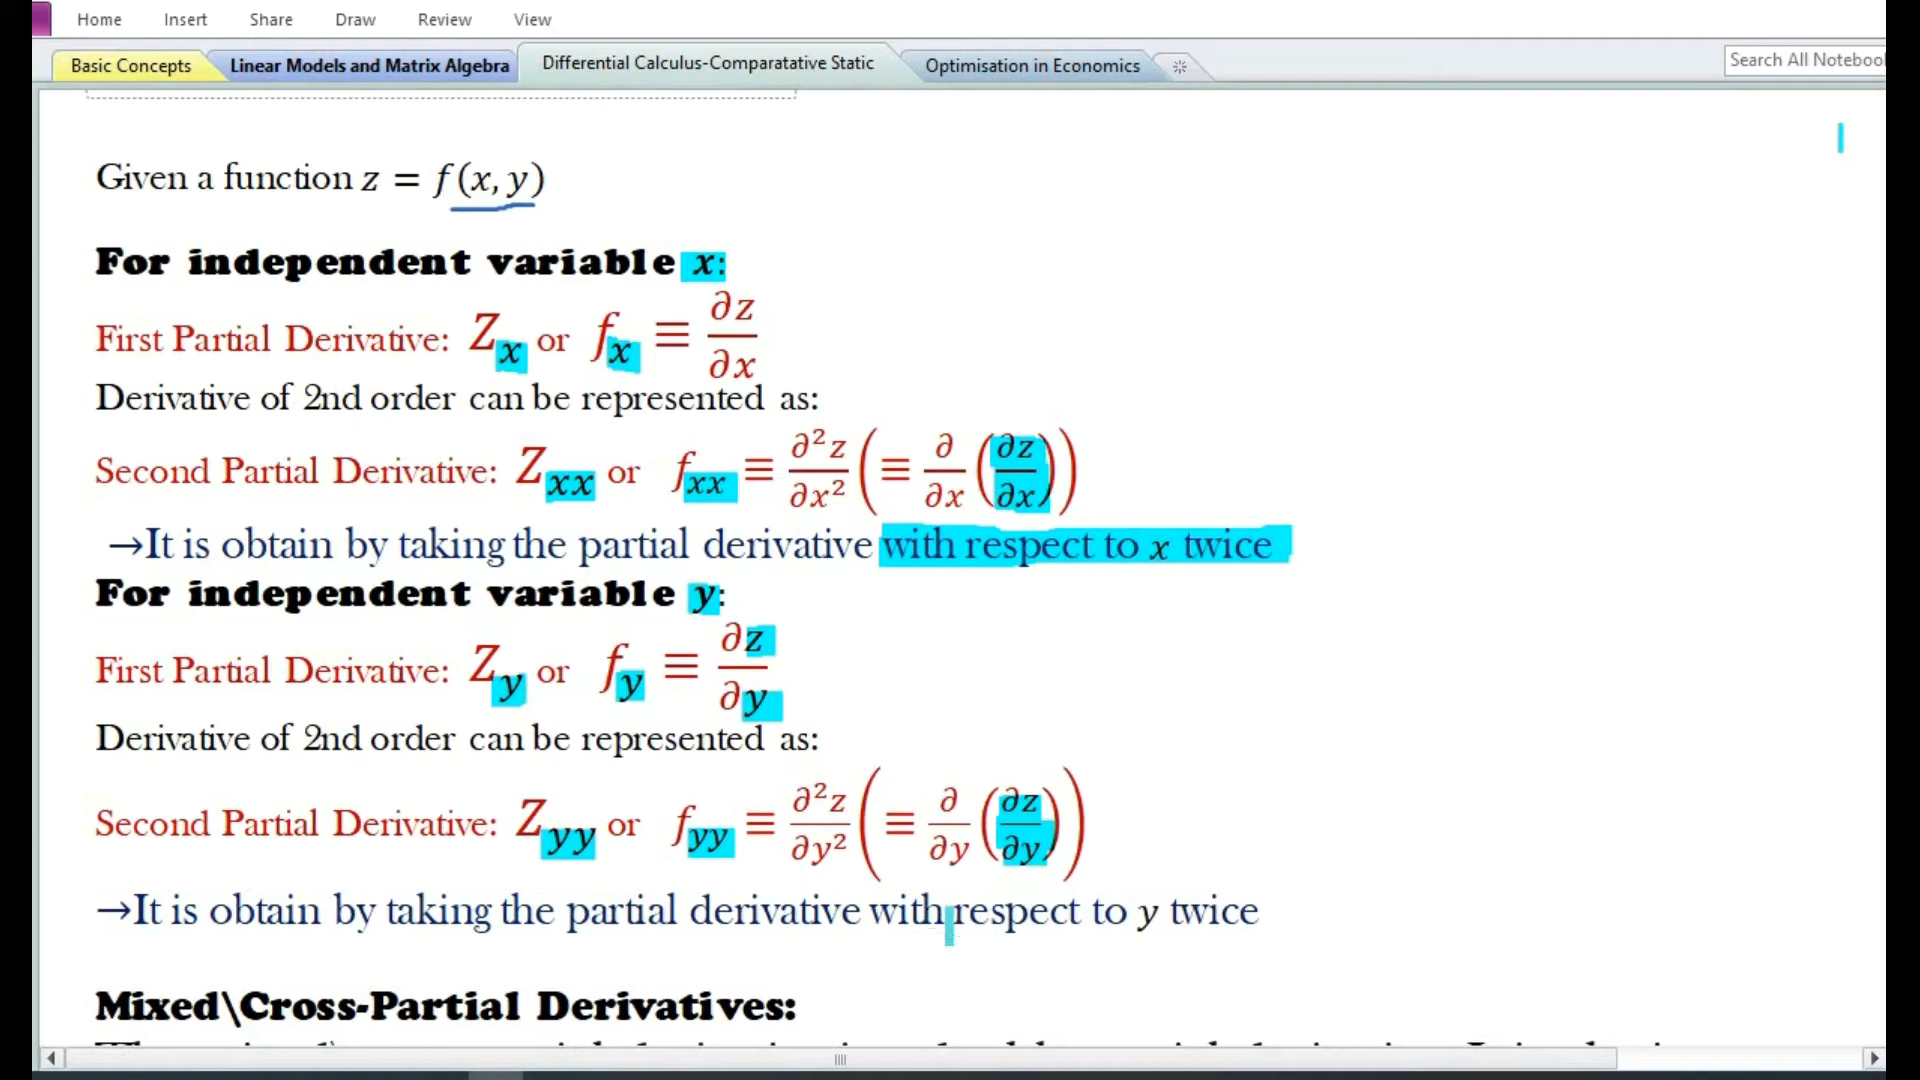 Home Insert Share Draw Review View
Basic Concepts Linear Models and Matrix Algebra Differential Calculus-Comparatative Static Optimisation in Economics Search All Noteboo
Given a function z = f(x, y)
For independent variable x:
First Partial Derivative: Z_x or f_x ≡ ∂z/∂x
Derivative of 2nd order can be represented as:
Second Partial Derivative: Z_xx or f_xx ≡ ∂²z/∂x² (≡ ∂/∂x (∂z/∂x))
→It is obtain by taking the partial derivative with respect to x twice
For independent variable y:
First Partial Derivative: Z_y or f_y ≡ ∂z/∂y
Derivative of 2nd order can be represented as:
Second Partial Derivative: Z_yy or f_yy ≡ ∂²z/∂y² (≡ ∂/∂y (∂z/∂y))
→It is obtain by taking the partial derivative with respect to y twice
Mixed\Cross-Partial Derivatives: